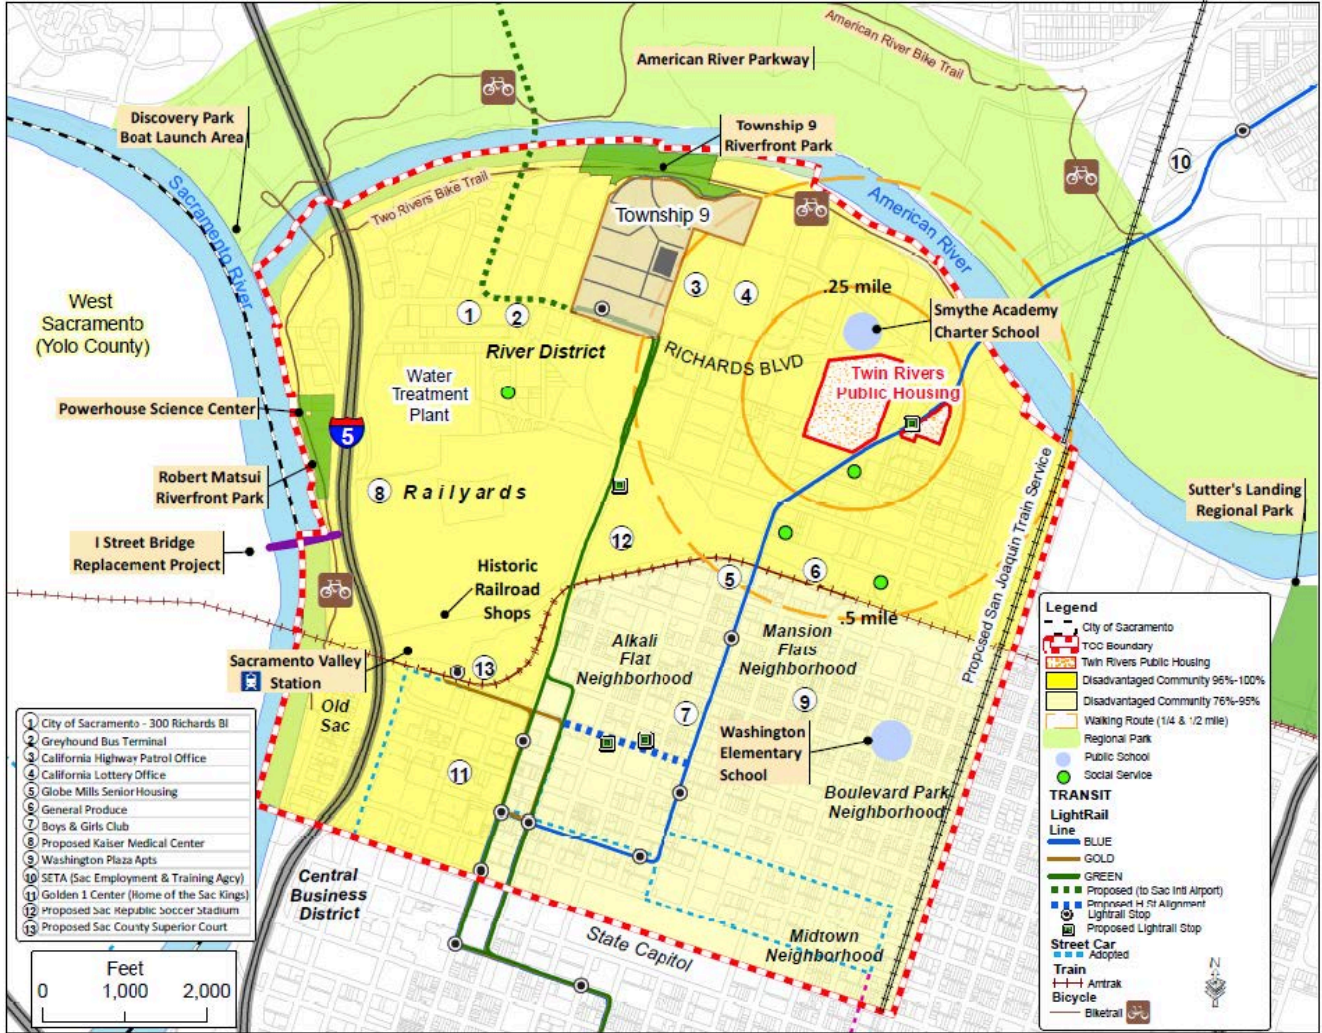 American River Parkway
American River Bike Trail
Discovery Park
Boat Launch Area
Township 9
Riverfront Park
10
Sacramento River
Two Rivers Bike Trail
Township 9
American River
West
Sacramento
(Yolo County)
1
2
3
4
.25 mile
Smythe Academy
Charter School
River District
RICHARDS BLVD
Water
Treatment
Plant
Twin Rivers
Public Housing
Powerhouse Science Center
5
Robert Matsui
Riverfront Park
8
Railyards
Proposed San Joaquin Train Service
Sutter's Landing
Regional Park
I Street Bridge
Replacement Project
12
Historic
Railroad
Shops
5
6
.5 mile
Alkali
Flat
Neighborhood
Mansion
Flats
Neighborhood
Sacramento Valley
Station
13
Old
Sac
7
9
Washington
Elementary
School
11
Boulevard Park
Neighborhood
Central
Business
District
State Capitol
Midtown
Neighborhood
1 City of Sacramento - 300 Richards Bl
2 Greyhound Bus Terminal
3 California Highway Patrol Office
4 California Lottery Office
5 Globe Mills Senior Housing
6 General Produce
7 Boys & Girls Club
8 Proposed Kaiser Medical Center
9 Washington Plaza Apts
10 SETA (Sac Employment & Training Agcy)
11 Golden 1 Center (Home of the Sac Kings)
12 Proposed Sac Republic Soccer Stadium
13 Proposed Sac County Superior Court
Feet
0 1,000 2,000
Legend
City of Sacramento
TCC Boundary
Twin Rivers Public Housing
Disadvantaged Community 96%-100%
Disadvantaged Community 76%-95%
Walking Route (1/4 & 1/2 mile)
Regional Park
Public School
Social Service
TRANSIT
LightRail
Line
BLUE
GOLD
GREEN
Proposed (to Sac Intl Airport)
Proposed H St Alignment
Lightrail Stop
Proposed Lightrail Stop
Street Car
Adopted
Train
Amtrak
Bicycle
Biketrail
N